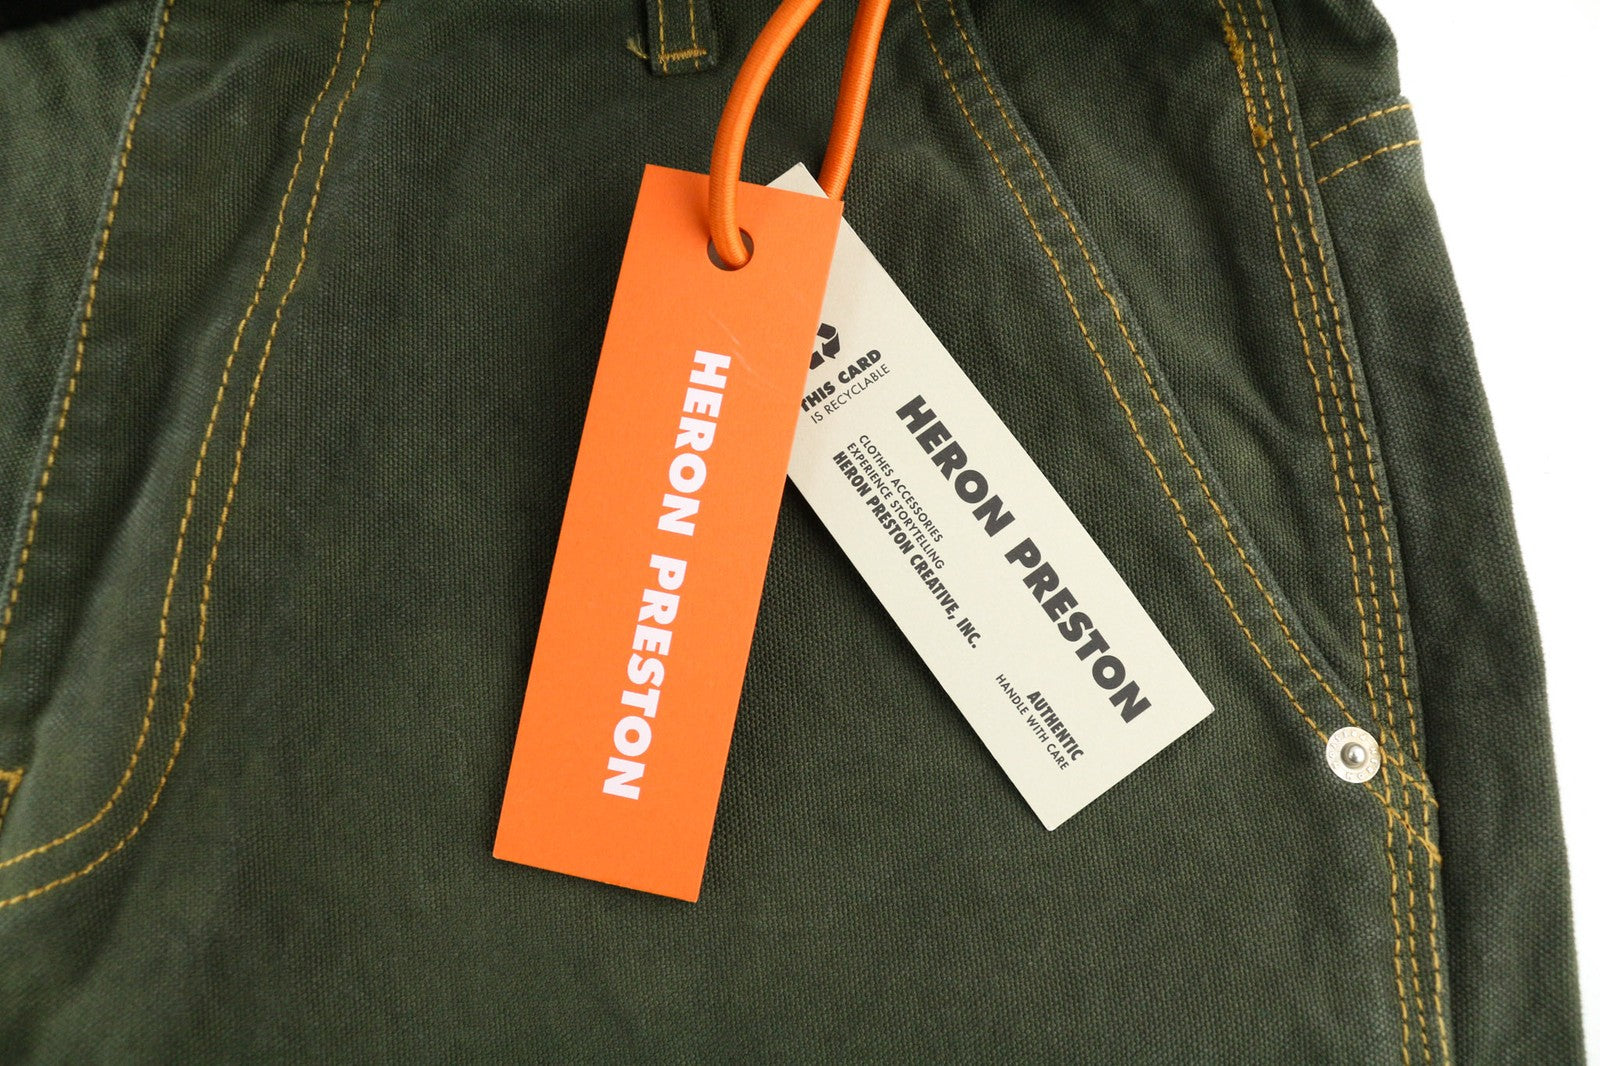 HERON PRESTON
THIS CARD
IS RECYCLABLE
HERON PRESTON
CLOTHES ACCESSORIES
EXPERIENCE STORYTELLING
HERON PRESTON CREATIVE, INC.
AUTHENTIC
HANDLE WITH CARE